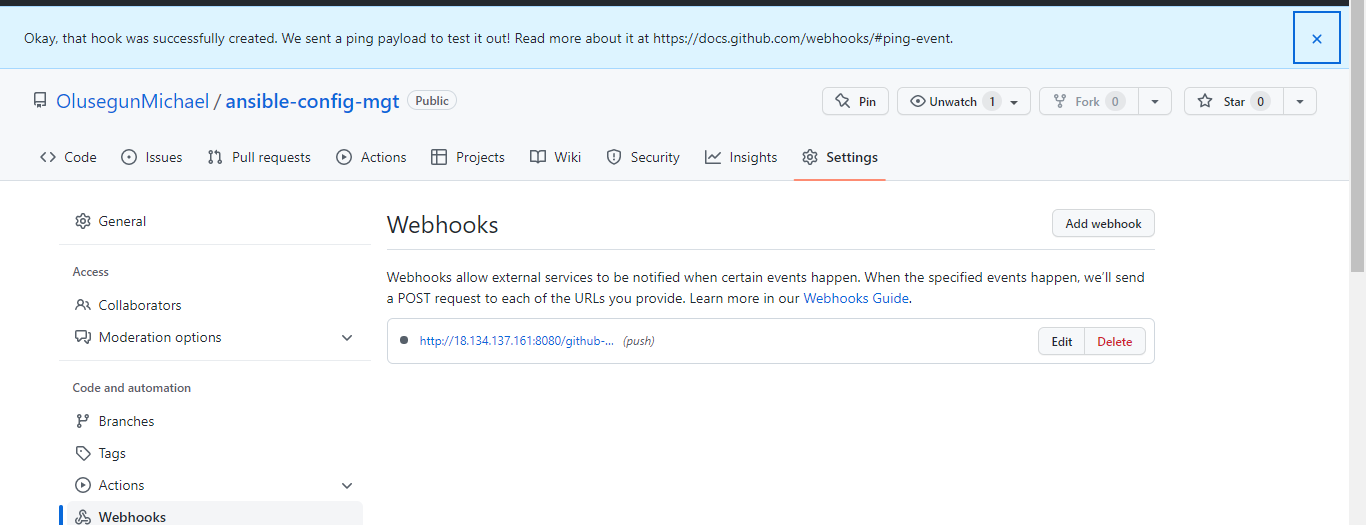 Okay, that hook was successfully created. We sent a ping payload to test it out! Read more about it at https://docs.github.com/webhooks/#ping-event.
OlusegunMichael / ansible-config-mgt Public
Pin Unwatch 1 Fork 0 Star 0
Code Issues Pull requests Actions Projects Wiki Security Insights Settings
General
Access
Collaborators
Moderation options
Code and automation
Branches
Tags
Actions
Webhooks
Webhooks Add webhook
Webhooks allow external services to be notified when certain events happen. When the specified events happen, we'll send
a POST request to each of the URLs you provide. Learn more in our Webhooks Guide.
http://18.134.137.161:8080/github-... (push) Edit Delete